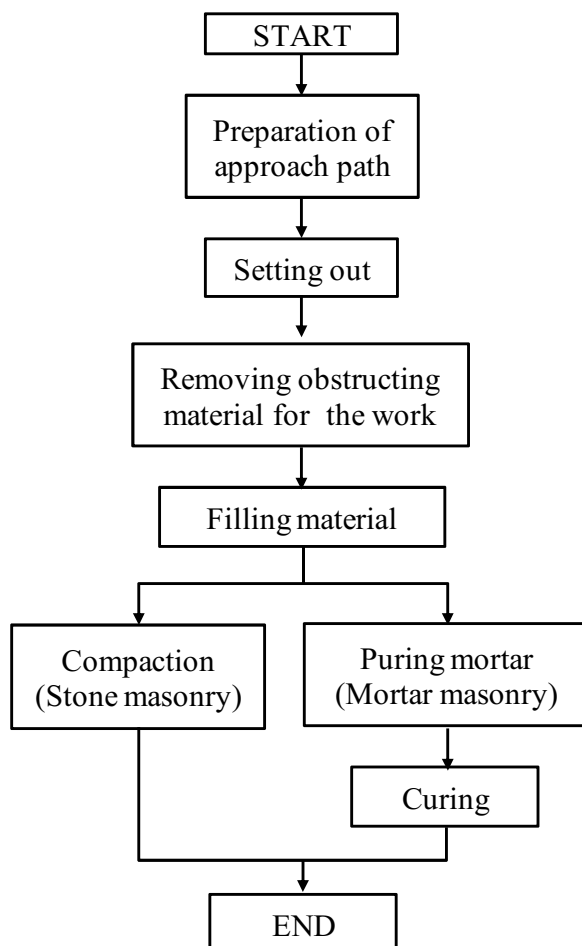 START
Preparation of
approach path
Setting out
Removing obstructing
material for the work
Filling material
Compaction
(Stone masonry)
Puring mortar
(Mortar masonry)
Curing
END